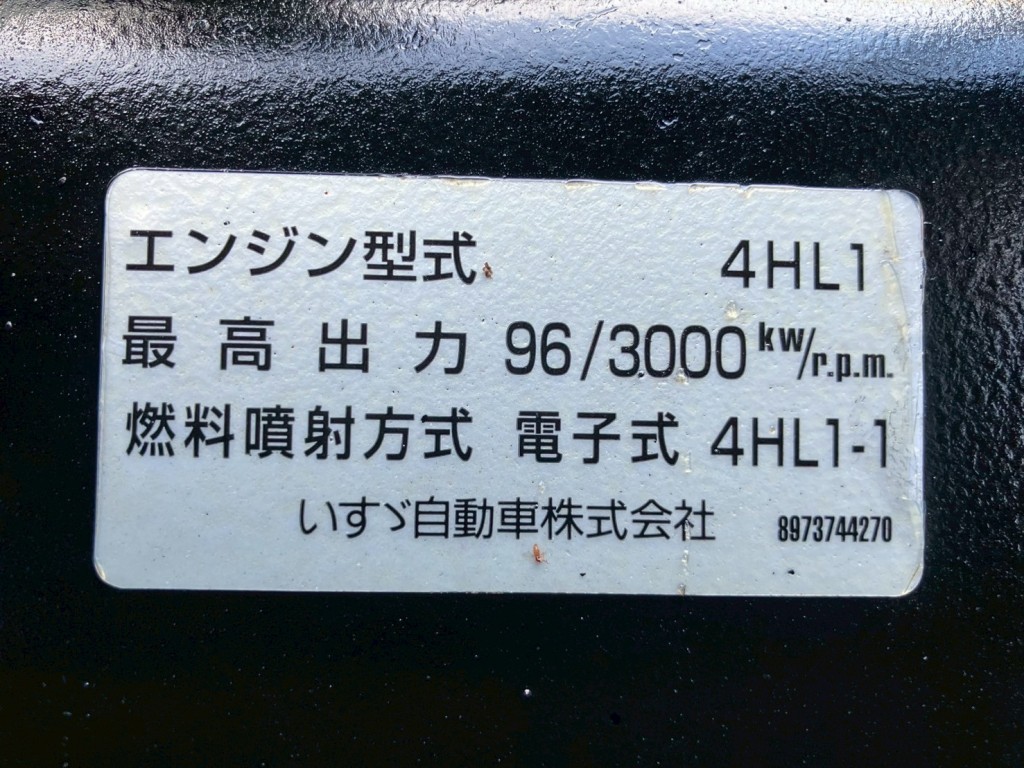 エンジン型式 4HL1
最高出力 96/3000 kW/r.p.m.
燃料噴射方式 電子式 4HL1-1
いすゞ自動車株式会社 8973744270